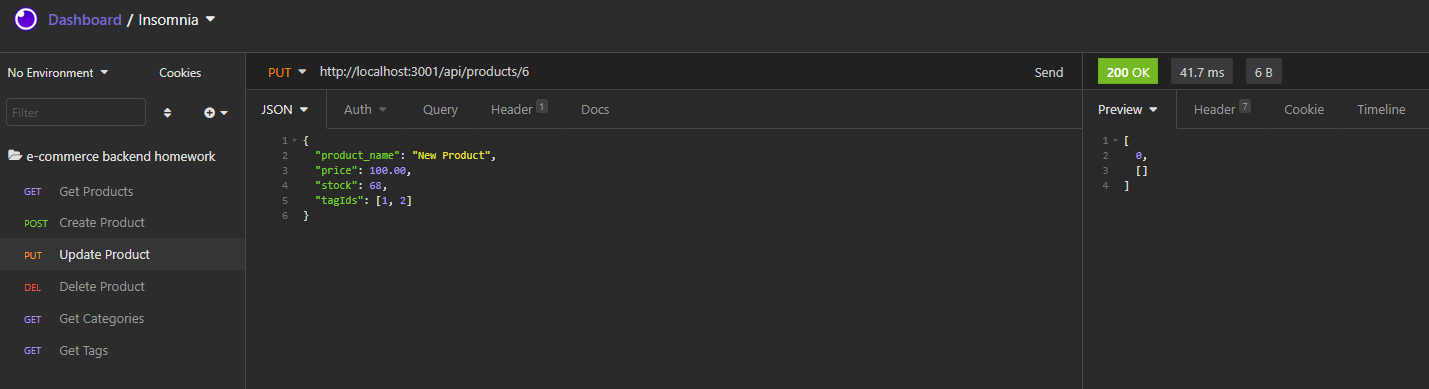 Dashboard / Insomnia
No Environment Cookies
Filter
e-commerce backend homework
GET Get Products
POST Create Product
PUT Update Product
DEL Delete Product
GET Get Categories
GET Get Tags
PUT http://localhost:3001/api/products/6 Send
JSON Auth Query Header 1 Docs
1 {
2 "product_name": "New Product",
3 "price": 100.00,
4 "stock": 68,
5 "tagIds": [1, 2]
6 }
200 OK 41.7 ms 6 B
Preview Header 7 Cookie Timeline
1 [
2 0,
3 []
4 ]